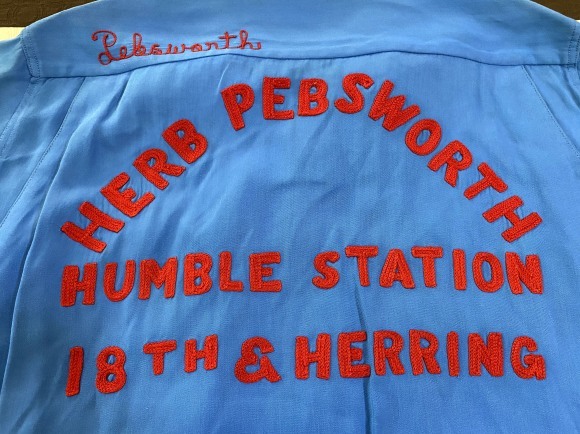 Pebsworth
HERB PEBSWORTH
HUMBLE STATION
18TH & HERRING